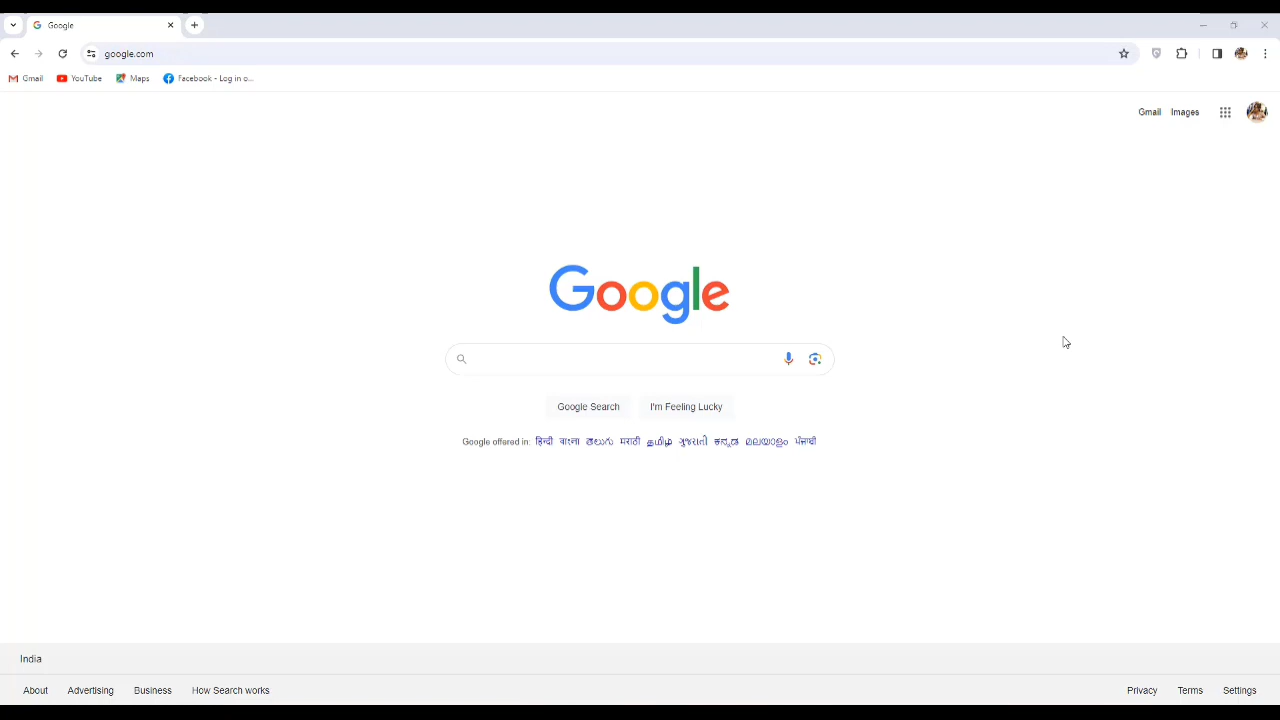 Google
google.com
Gmail YouTube Maps Facebook - Log in o...
Gmail Images
Google
Google Search I'm Feeling Lucky
Google offered in: हिन्दी বাংলা తెలుగు मराठी தமிழ் ગુજરાતી ಕನ್ನಡ മലയാളം ਪੰਜਾਬੀ
India
About Advertising Business How Search works Privacy Terms Settings